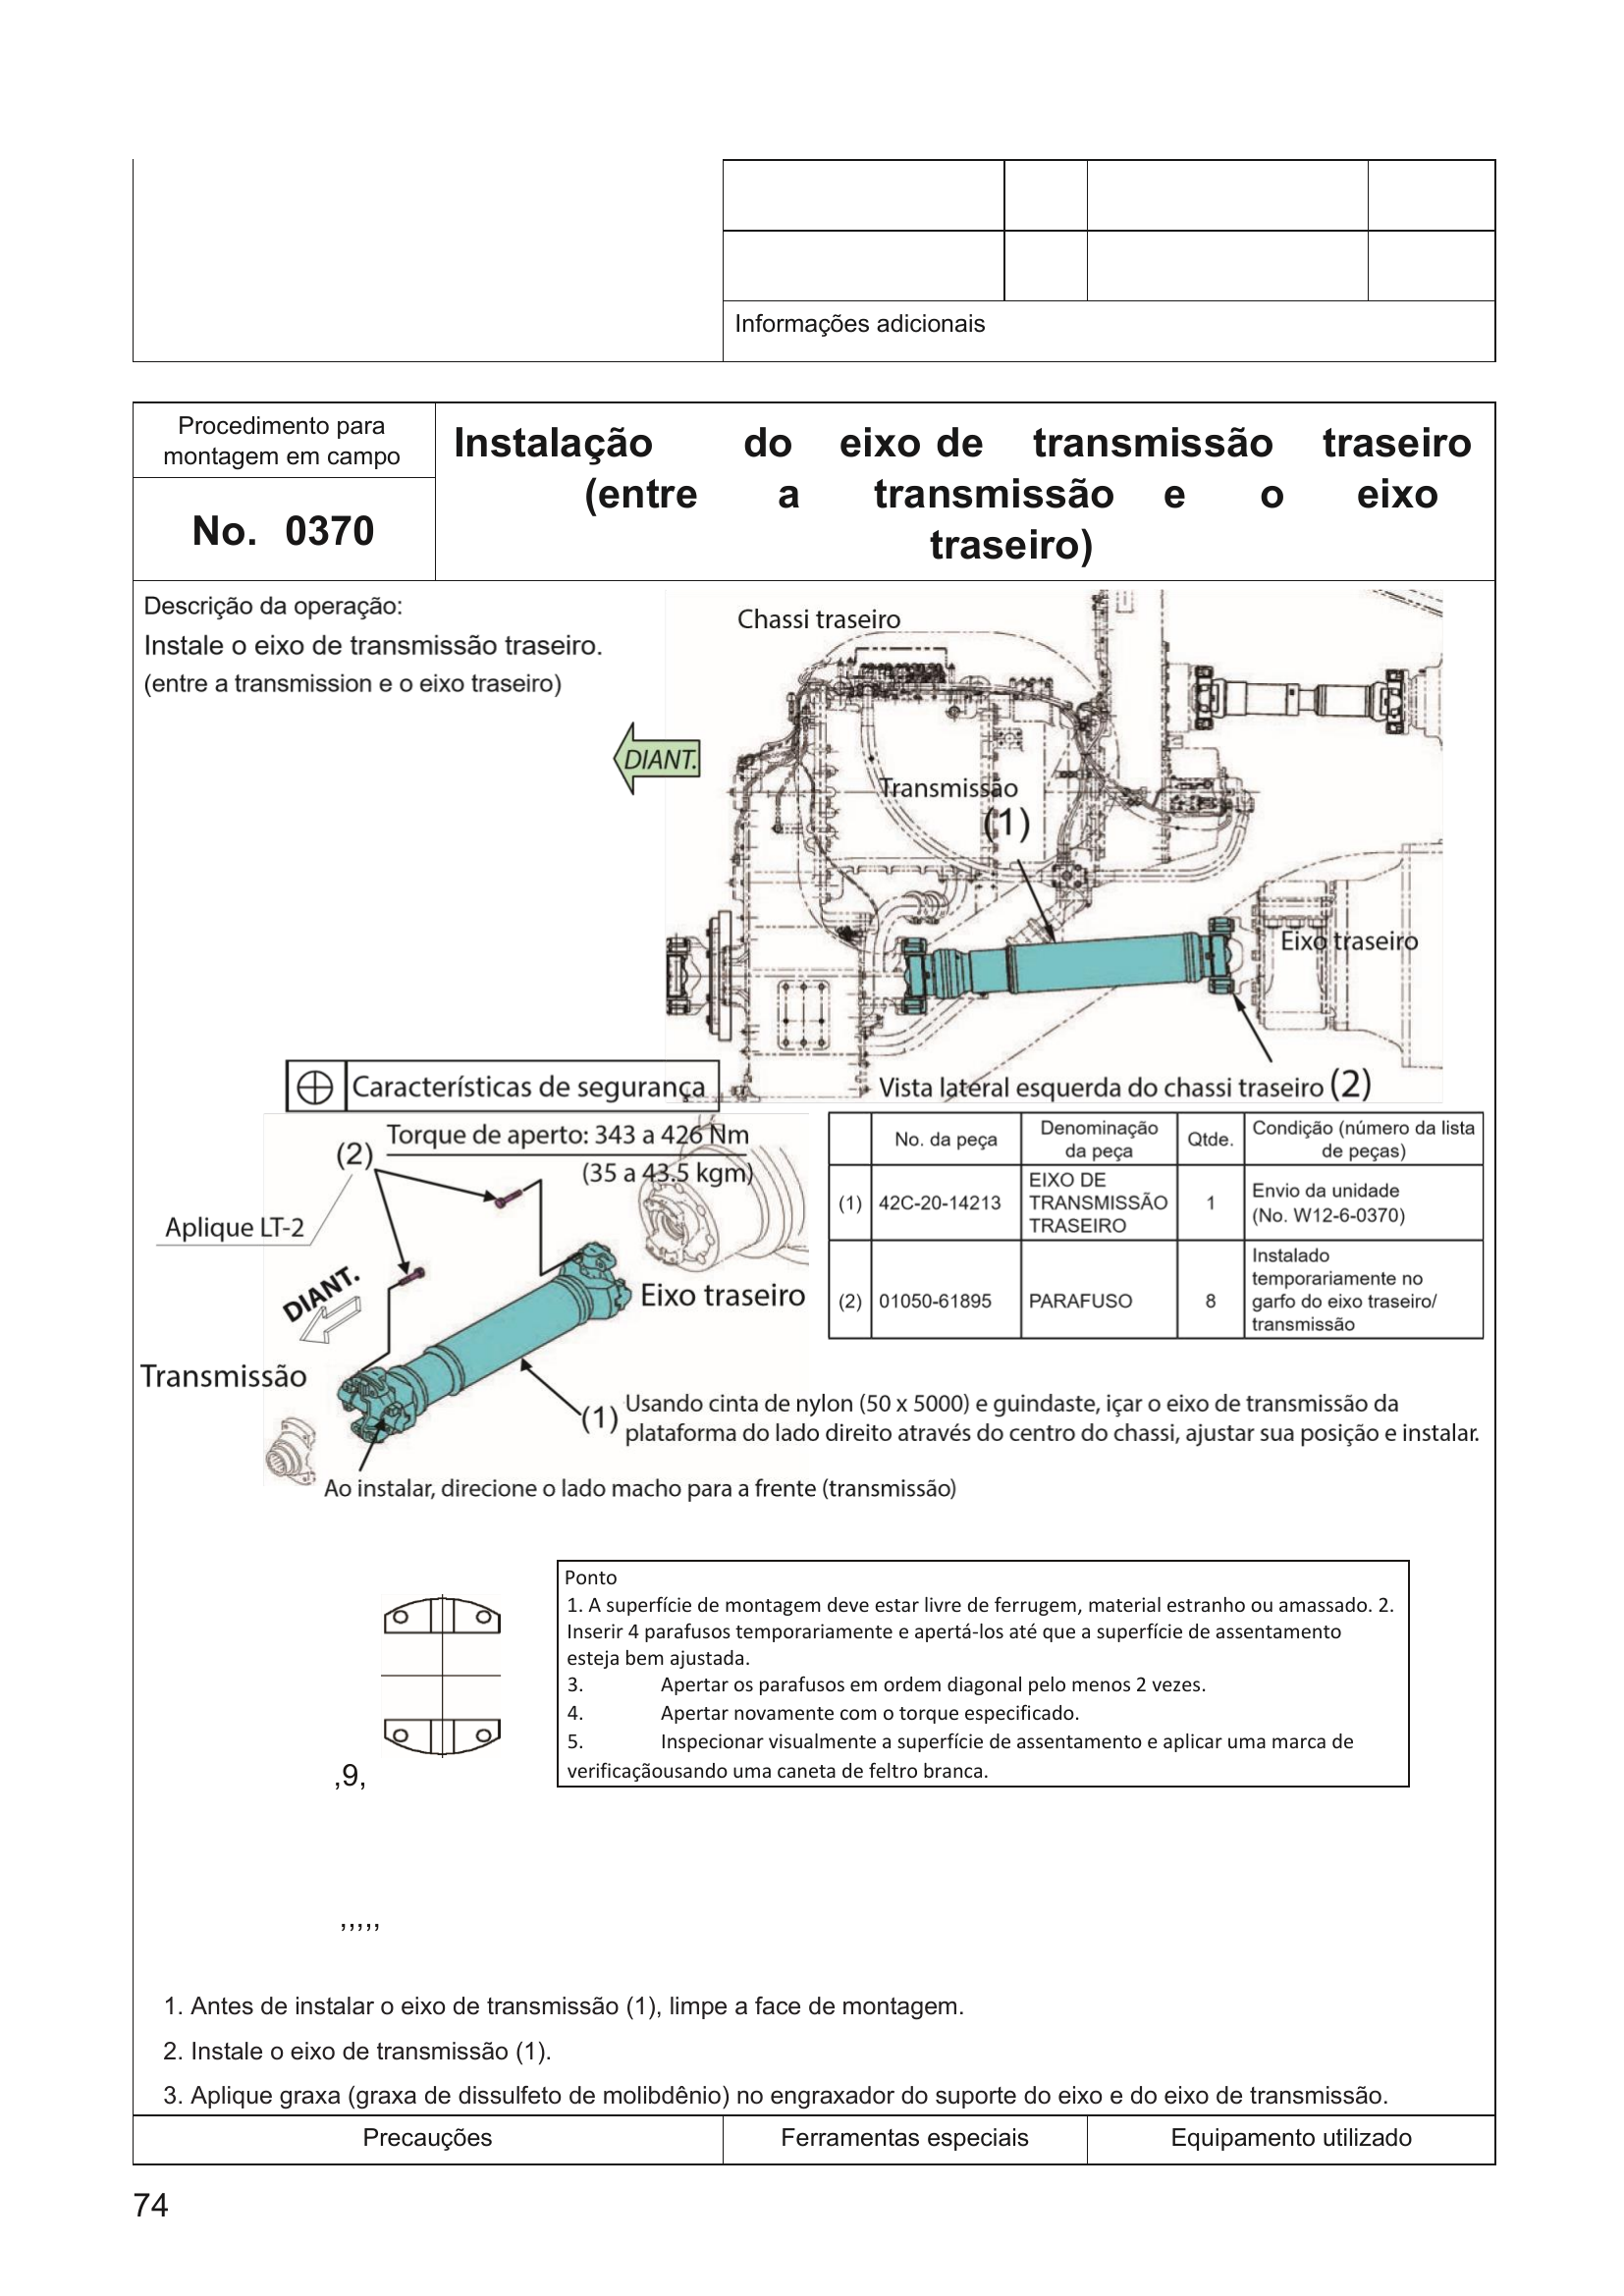 Informações adicionais
Procedimento para
montagem em campo
No. 0370
Instalação do eixo de transmissão traseiro
(entre a transmissão e o eixo
traseiro)
Descrição da operação:
Instale o eixo de transmissão traseiro.
(entre a transmission e o eixo traseiro)
Chassi traseiro
DIANT.
Transmissão
(1)
Eixo traseiro
Vista lateral esquerda do chassi traseiro (2)
Características de segurança
Torque de aperto: 343 a 426 Nm
(35 a 43.5 kgm)
(2)
Aplique LT-2
DIANT.
Eixo traseiro
Transmissão
No. da peça
Denominação
da peça
Qtde.
Condição (número da lista
de peças)
(1)
42C-20-14213
EIXO DE
TRANSMISSÃO
TRASEIRO
1
Envio da unidade
(No. W12-6-0370)
(2)
01050-61895
PARAFUSO
8
Instalado
temporariamente no
garfo do eixo traseiro/
transmissão
(1)
Usando cinta de nylon (50 x 5000) e guindaste, içar o eixo de transmissão da
plataforma do lado direito através do centro do chassi, ajustar sua posição e instalar.
Ao instalar, direcione o lado macho para a frente (transmissão)
Ponto
1. A superfície de montagem deve estar livre de ferrugem, material estranho ou amassado. 2.
Inserir 4 parafusos temporariamente e apertá-los até que a superfície de assentamento
esteja bem ajustada.
3. Apertar os parafusos em ordem diagonal pelo menos 2 vezes.
4. Apertar novamente com o torque especificado.
5. Inspecionar visualmente a superfície de assentamento e aplicar uma marca de
verificaçãousando uma caneta de feltro branca.
,9,
,,,,,
1. Antes de instalar o eixo de transmissão (1), limpe a face de montagem.
2. Instale o eixo de transmissão (1).
3. Aplique graxa (graxa de dissulfeto de molibdênio) no engraxador do suporte do eixo e do eixo de transmissão.
Precauções
Ferramentas especiais
Equipamento utilizado
74